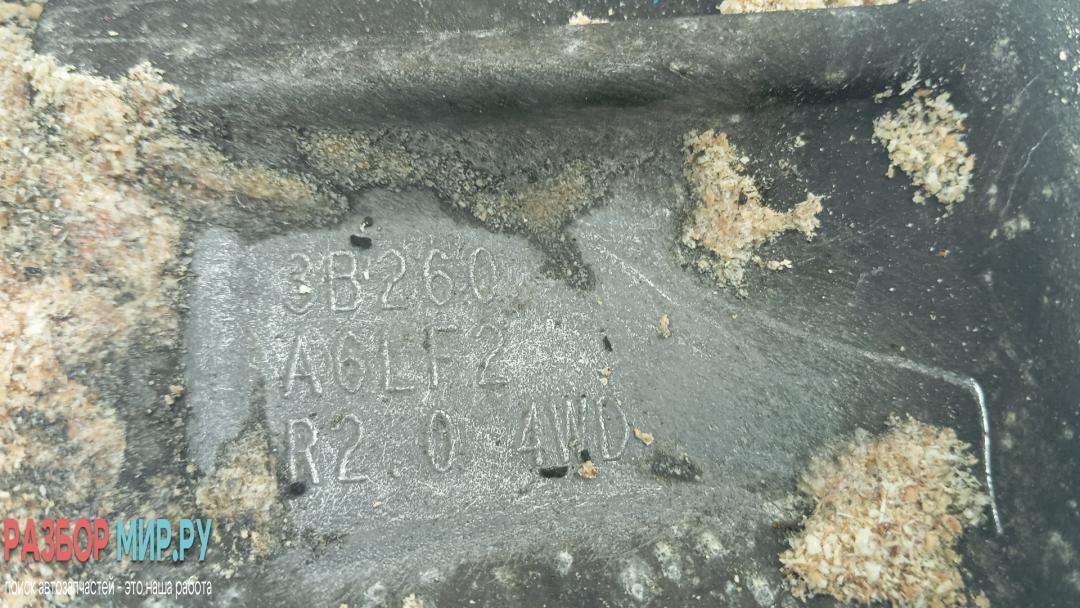 3B260
A6LF2
R2.0 4WD
РАЗБОР МИР.РУ
поиск автозапчастей - это наша работа